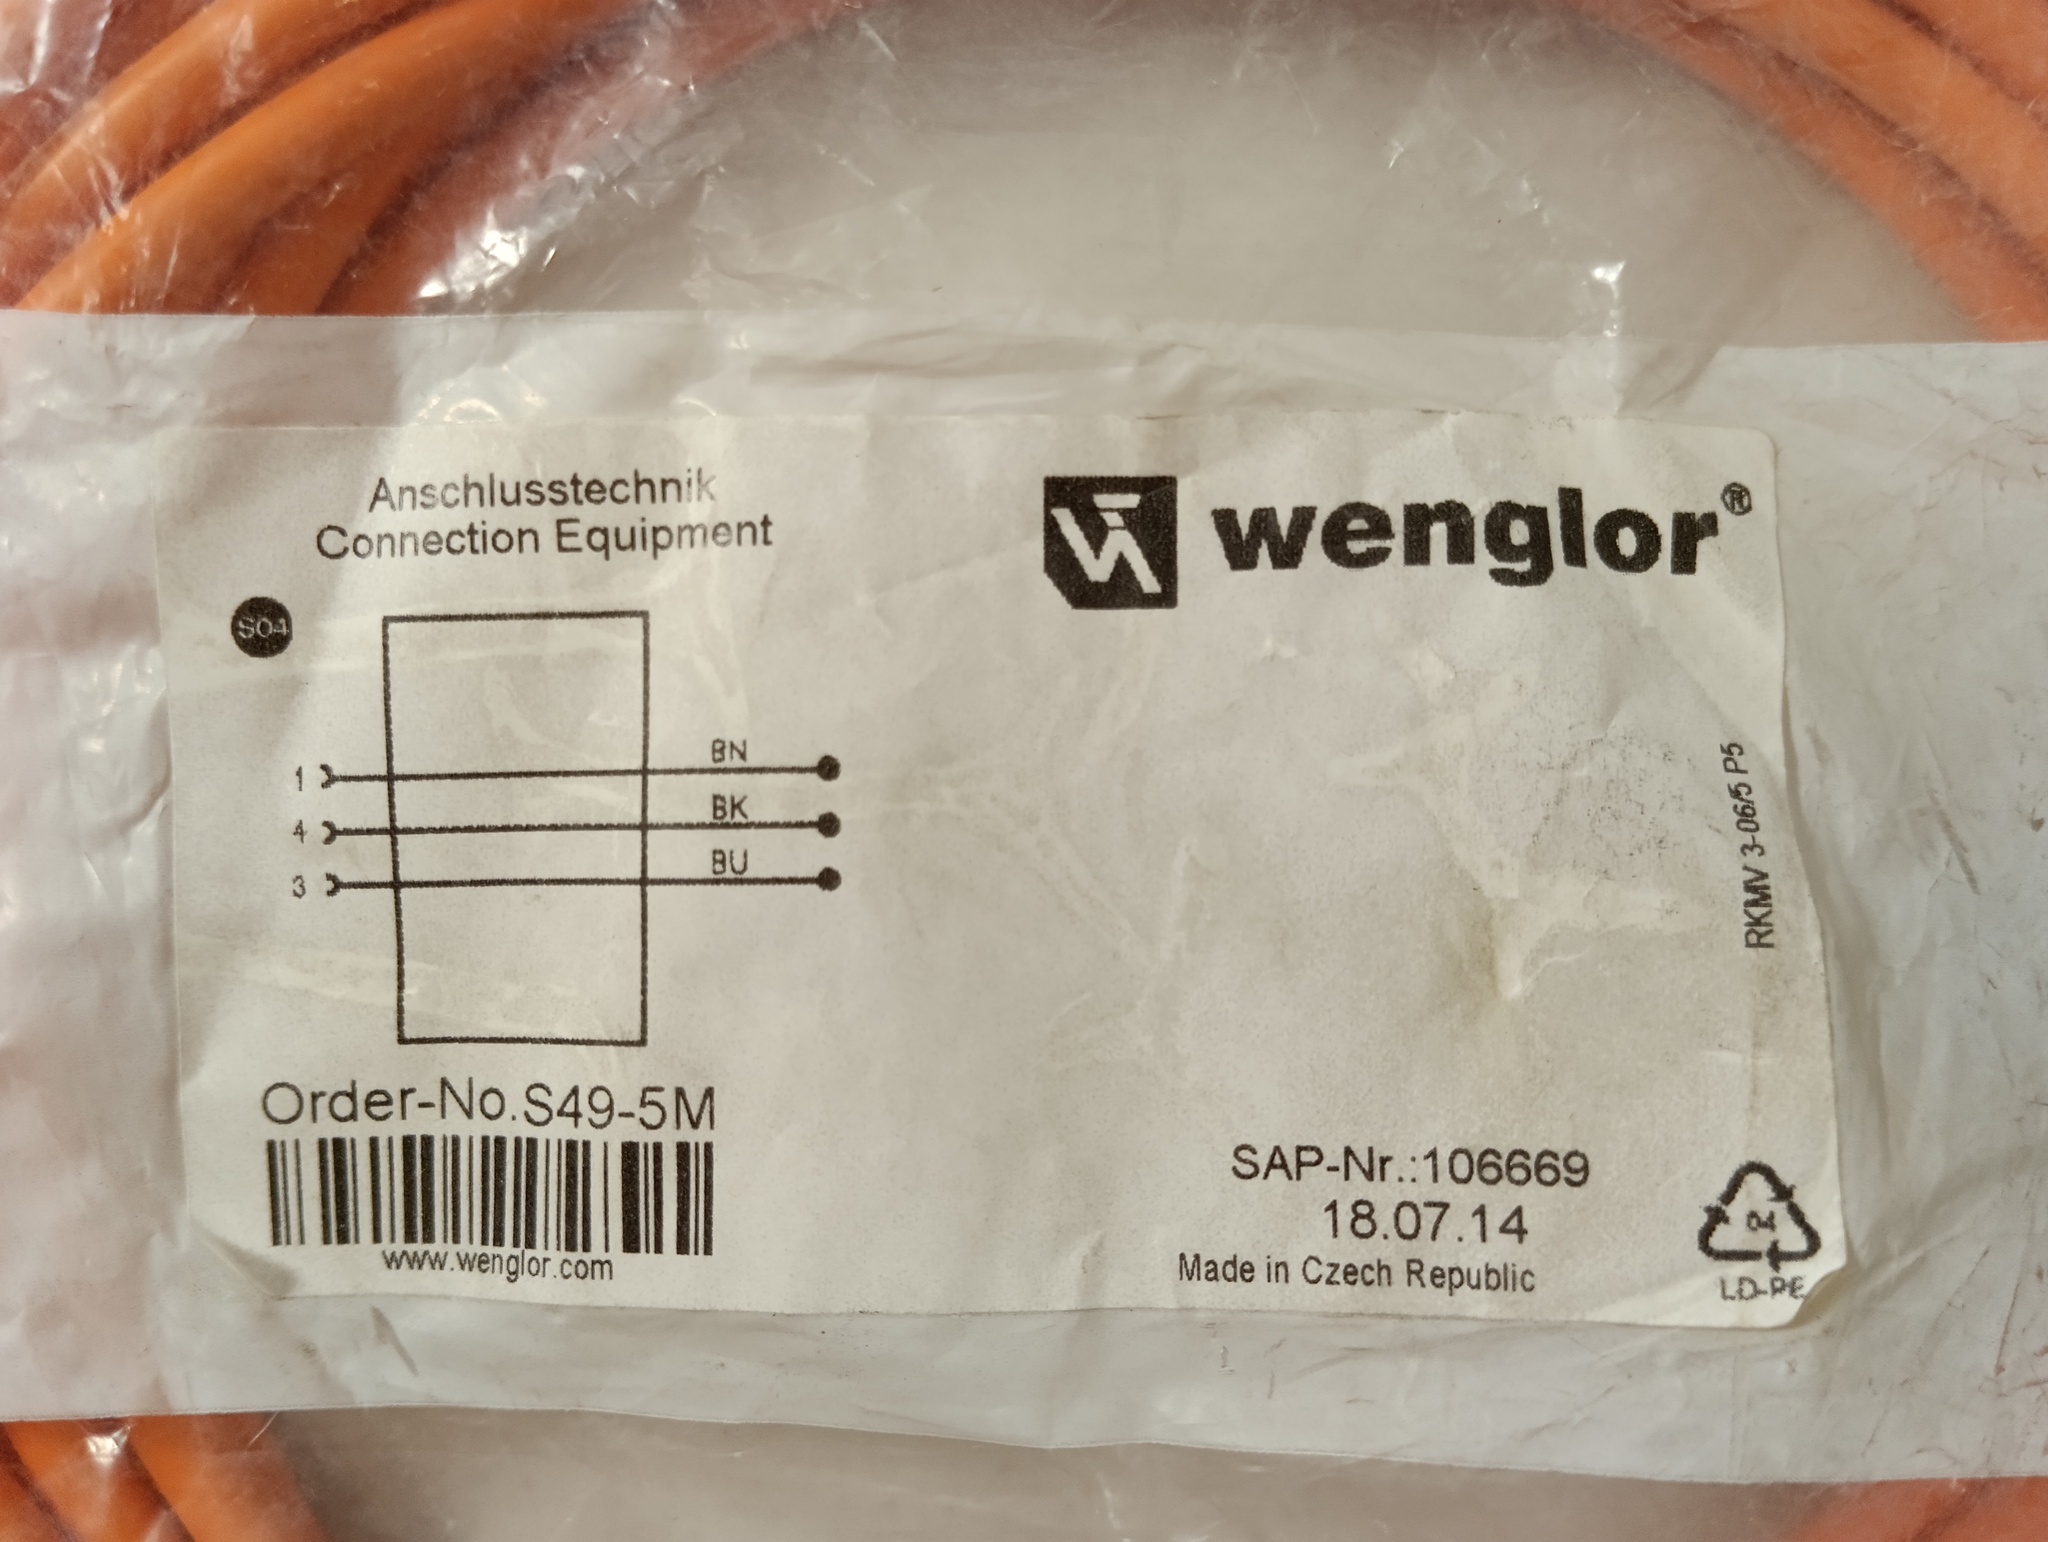 Anschlusstechnik
Connection Equipment
wenglor®
S04
1 BN
4 BK
3 BU
RKMV 3-06/5 P5
Order-No.S49-5M
www.wenglor.com
SAP-Nr.:106669
18.07.14
Made in Czech Republic
04
LD-PE